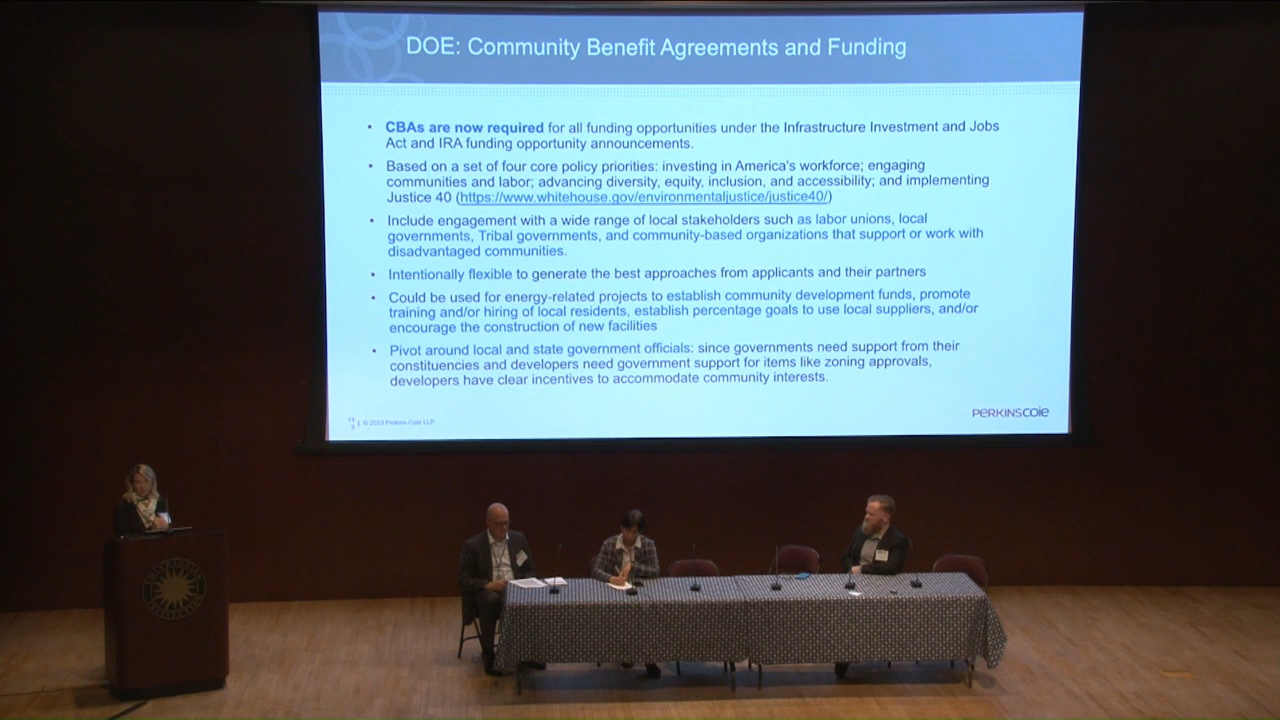 DOE: Community Benefit Agreements and Funding
• CBAs are now required for all funding opportunities under the Infrastructure Investment and Jobs
Act and IRA funding opportunity announcements.
• Based on a set of four core policy priorities: investing in America's workforce; engaging
communities and labor; advancing diversity, equity, inclusion, and accessibility; and implementing
Justice 40 (https://www.whitehouse.gov/environmentaljustice/justice40/)
• Include engagement with a wide range of local stakeholders such as labor unions, local
governments, Tribal governments, and community-based organizations that support or work with
disadvantaged communities.
• Intentionally flexible to generate the best approaches from applicants and their partners
• Could be used for energy-related projects to establish community development funds, promote
training and/or hiring of local residents, establish percentage goals to use local suppliers, and/or
encourage the construction of new facilities
• Pivot around local and state government officials: since governments need support from their
constituencies and developers need government support for items like zoning approvals,
developers have clear incentives to accommodate community interests.
| © 2023 Perkins Coie LLP
PERKINSCOIE